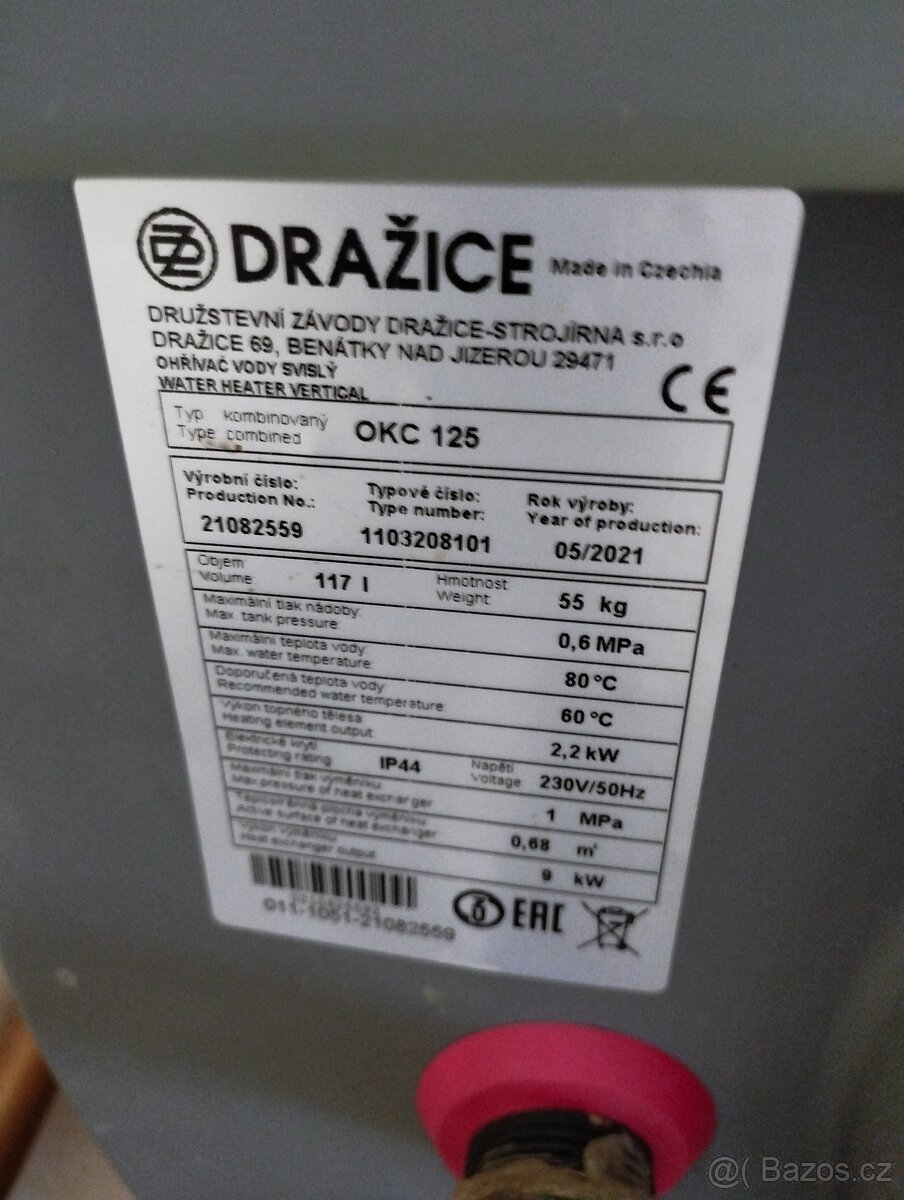 DRAŽICE Made in Czechia
DRUŽSTEVNÍ ZÁVODY DRAŽICE-STROJÍRNA s.r.o
DRAŽICE 69, BENÁTKY NAD JIZEROU 29471
OHŘÍVAČ VODY SVISLÝ
WATER HEATER VERTICAL
CE
Typ kombinovaný
Type combined
OKC 125
Výrobní číslo:
Production No.:
21082559
Typové číslo:
Type number:
1103208101
Rok výroby:
Year of production:
05/2021
Objem
Volume
117 l
Hmotnost
Weight
55 kg
Maximální tlak nádoby
Max. tank pressure
0,6 MPa
Maximální teplota vody
Max. water temperature
80 °C
Doporučená teplota vody
Recommended water temperature
60 °C
Výkon topného tělesa
Heating element output
2,2 kW
Elektrické krytí
Protecting rating
IP44
Napětí
Voltage
230V/50Hz
Maximální tlak výměníku
Max pressure of heat exchanger
1 MPa
Teplosměnná plocha výměníku
Active surface of heat exchanger
0,68 m²
Výkon výměníku
Heat exchanger output
9 kW
011-1051-21082559
EAC
@( Bazos.cz